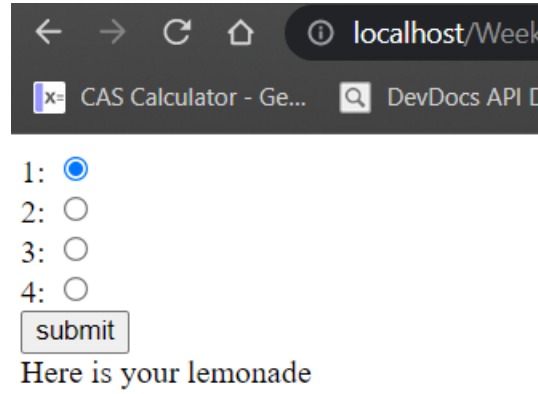 localhost/Week
x= CAS Calculator - Ge... DevDocs API D
1:
2:
3:
4:
submit
Here is your lemonade